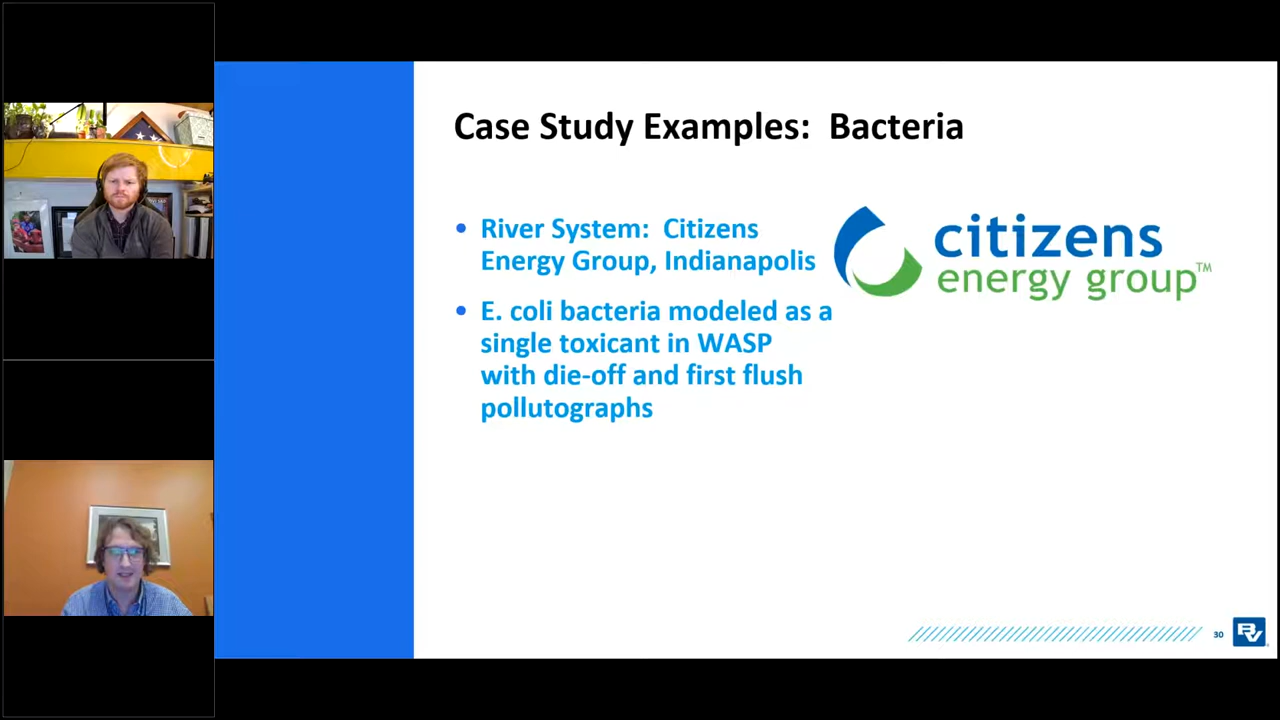 Case Study Examples:  Bacteria
• River System:  Citizens
Energy Group, Indianapolis
• E. coli bacteria modeled as a
single toxicant in WASP
with die-off and first flush
pollutographs
citizens
energy group™
30
BV